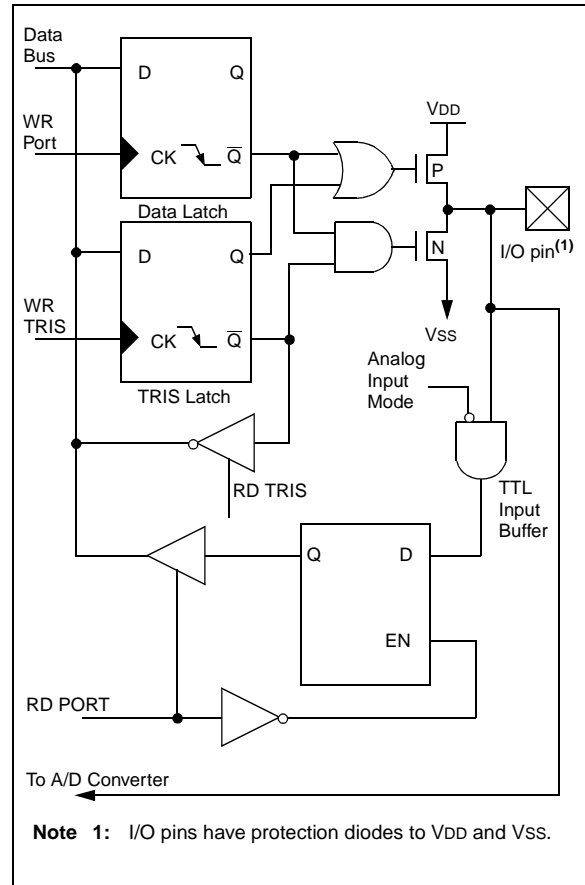 Data
Bus
D
Q
WR
Port
CK
Q
VDD
P
Data Latch
I/O pin(1)
D
Q
N
WR
TRIS
CK
Q
VSS
TRIS Latch
Analog
Input
Mode
RD TRIS
TTL
Input
Buffer
Q
D
EN
RD PORT
To A/D Converter
Note 1: I/O pins have protection diodes to VDD and VSS.